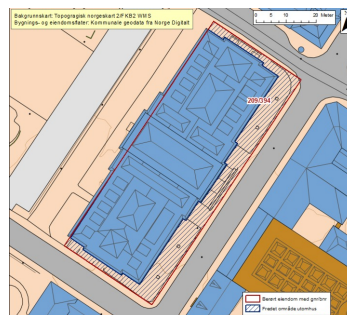 Bakgrunnskart: Topografisk norgeskart 2/FKB2 WMS
Bygnings- og eiendomsflater: Kommunale geodata fra Norge Digitalt
0 5 10 20 Meter
209/394
Berørt eiendom med gnr/bnr
Fredet område utomhus